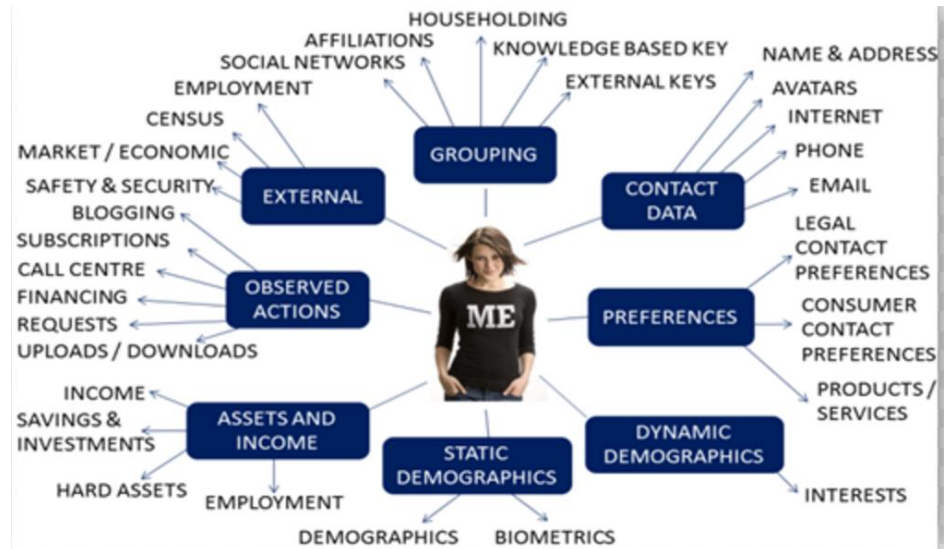 HOUSEHOLDING
AFFILIATIONS
SOCIAL NETWORKS
KNOWLEDGE BASED KEY
EXTERNAL KEYS
GROUPING
EMPLOYMENT
CENSUS
MARKET / ECONOMIC
SAFETY & SECURITY
EXTERNAL
NAME & ADDRESS
AVATARS
INTERNET
PHONE
EMAIL
CONTACT
DATA
BLOGGING
SUBSCRIPTIONS
CALL CENTRE
FINANCING
REQUESTS
UPLOADS / DOWNLOADS
OBSERVED
ACTIONS
ME
PREFERENCES
LEGAL
CONTACT
PREFERENCES
CONSUMER
CONTACT
PREFERENCES
PRODUCTS /
SERVICES
INCOME
SAVINGS &
INVESTMENTS
HARD ASSETS
EMPLOYMENT
ASSETS AND
INCOME
STATIC
DEMOGRAPHICS
DEMOGRAPHICS
BIOMETRICS
DYNAMIC
DEMOGRAPHICS
INTERESTS